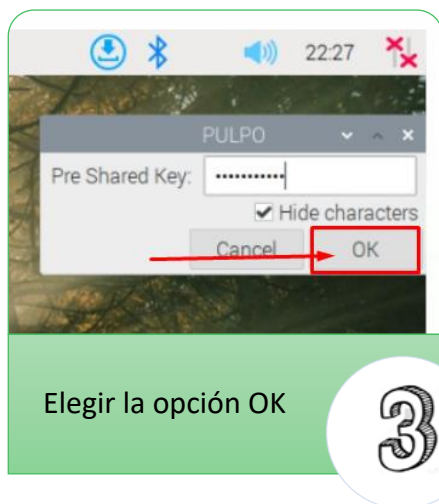 22:27
PULPO
Pre Shared Key: •••••••••••
Hide characters
Cancel OK
Elegir la opción OK
3